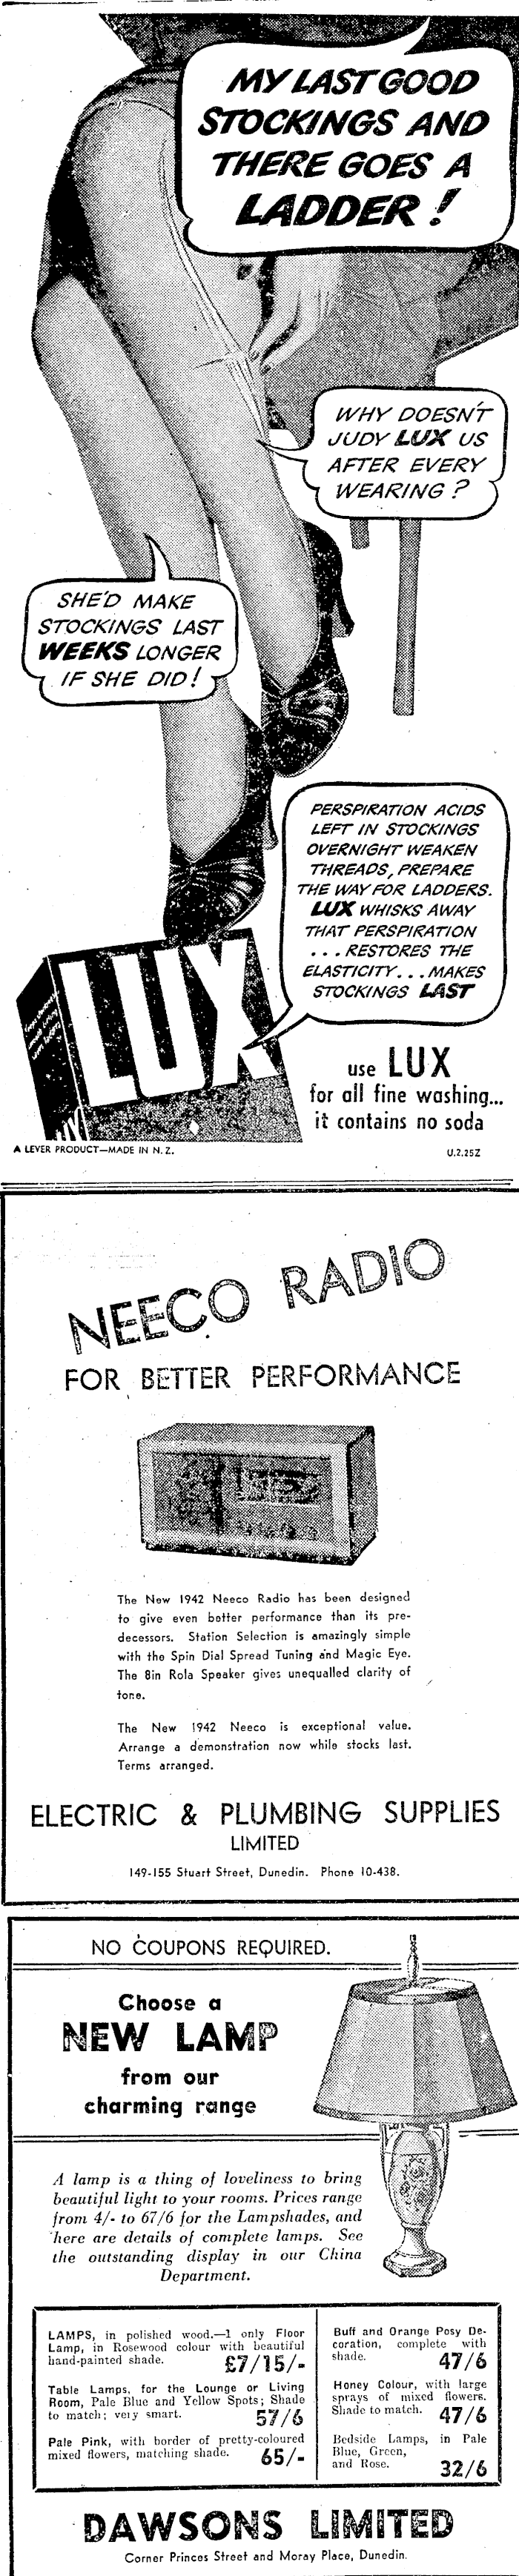 MY LAST GOOD
STOCKINGS AND
THERE GOES A
LADDER!
WHY DOESN'T
JUDY LUX US
AFTER EVERY
WEARING?
SHE'D MAKE
STOCKINGS LAST
WEEKS LONGER
IF SHE DID!
PERSPIRATION ACIDS
LEFT IN STOCKINGS
OVERNIGHT WEAKEN
THREADS, PREPARE
THE WAY FOR LADDERS.
LUX WHISKS AWAY
THAT PERSPIRATION
... RESTORES THE
ELASTICITY... MAKES
STOCKINGS LAST
LUX
use LUX
for all fine washing...
it contains no soda
A LEVER PRODUCT—MADE IN N.Z.
U.2.25Z
NEECO RADIO
FOR BETTER PERFORMANCE
The New 1942 Neeco Radio has been designed
to give even better performance than its pre-
decessors. Station Selection is amazingly simple
with the Spin Dial Spread Tuning and Magic Eye.
The 8in Rola Speaker gives unequalled clarity of
tone.
The New 1942 Neeco is exceptional value.
Arrange a demonstration now while stocks last.
Terms arranged.
ELECTRIC & PLUMBING SUPPLIES
LIMITED
149-155 Stuart Street, Dunedin. Phone 10-438.
NO COUPONS REQUIRED.
Choose a
NEW LAMP
from our
charming range
A lamp is a thing of loveliness to bring
beautiful light to your rooms. Prices range
from 4/- to 67/6 for the Lampshades, and
here are details of complete lamps. See
the outstanding display in our China
Department.
LAMPS, in polished wood.—1 only Floor
Lamp, in Rosewood colour with beautiful
hand-painted shade. £7/15/-
Table Lamps, for the Lounge or Living
Room, Pale Blue and Yellow Spots; Shade
to match; very smart. 57/6
Pale Pink, with border of pretty-coloured
mixed flowers, matching shade. 65/-
Buff and Orange Posy De-
coration, complete with
shade. 47/6
Honey Colour, with large
sprays of mixed flowers.
Shade to match. 47/6
Bedside Lamps, in Pale
Blue, Green,
and Rose. 32/6
DAWSONS LIMITED
Corner Princes Street and Moray Place, Dunedin.